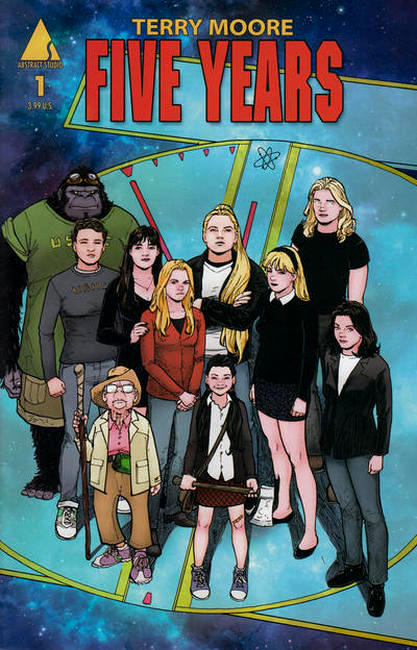 TERRY MOORE
FIVE YEARS
ABSTRACT STUDIO
1
3.99 U.S.